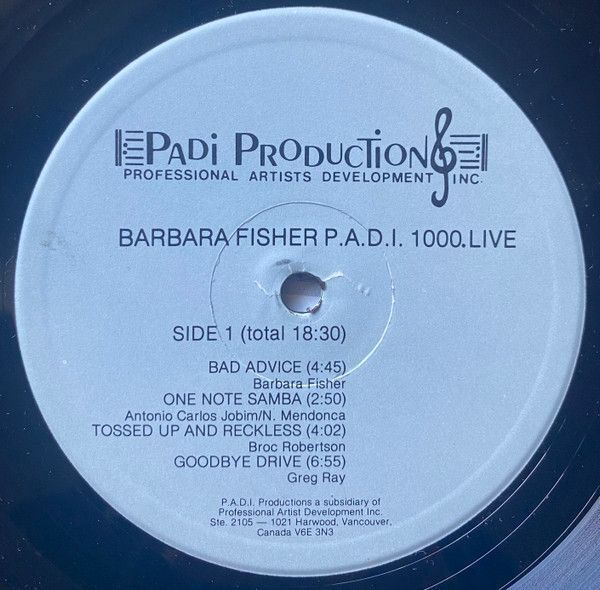 PADI PRODUCTIONS
PROFESSIONAL ARTISTS DEVELOPMENT INC.
BARBARA FISHER P.A.D.I. 1000.LIVE
SIDE 1 (total 18:30)
BAD ADVICE (4:45)
Barbara Fisher
ONE NOTE SAMBA (2:50)
Antonio Carlos Jobim/N. Mendonca
TOSSED UP AND RECKLESS (4:02)
Broc Robertson
GOODBYE DRIVE (6:55)
Greg Ray
P.A.D.I. Productions a subsidiary of
Professional Artist Development Inc.
Ste. 2105 — 1021 Harwood, Vancouver,
Canada V6E 3N3